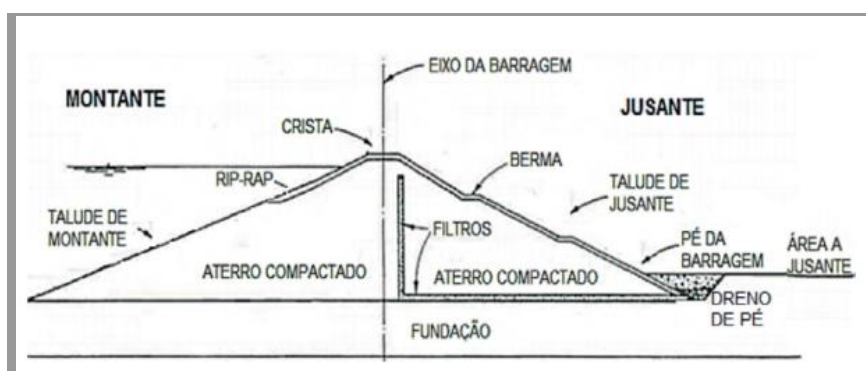 EIXO DA BARRAGEM
MONTANTE
JUSANTE
CRISTA
BERMA
RIP-RAP
TALUDE DE
JUSANTE
TALUDE DE
MONTANTE
FILTROS
PÉ DA
BARRAGEM
ÁREA A
JUSANTE
ATERRO COMPACTADO
ATERRO COMPACTADO
DRENO
DE PÉ
FUNDAÇÃO